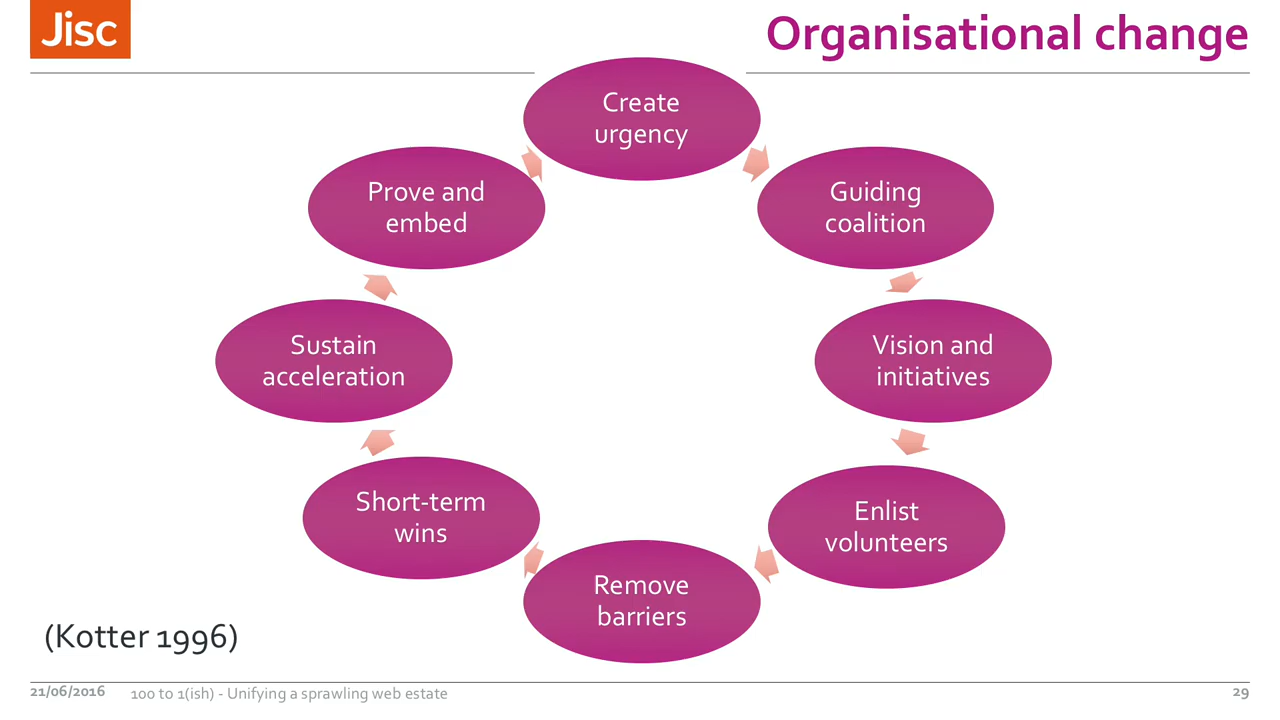 Jisc
Organisational change
Create
urgency
Guiding
coalition
Vision and
initiatives
Enlist
volunteers
Remove
barriers
Short-term
wins
Sustain
acceleration
Prove and
embed
(Kotter 1996)
21/06/2016 100 to 1(ish) - Unifying a sprawling web estate 29